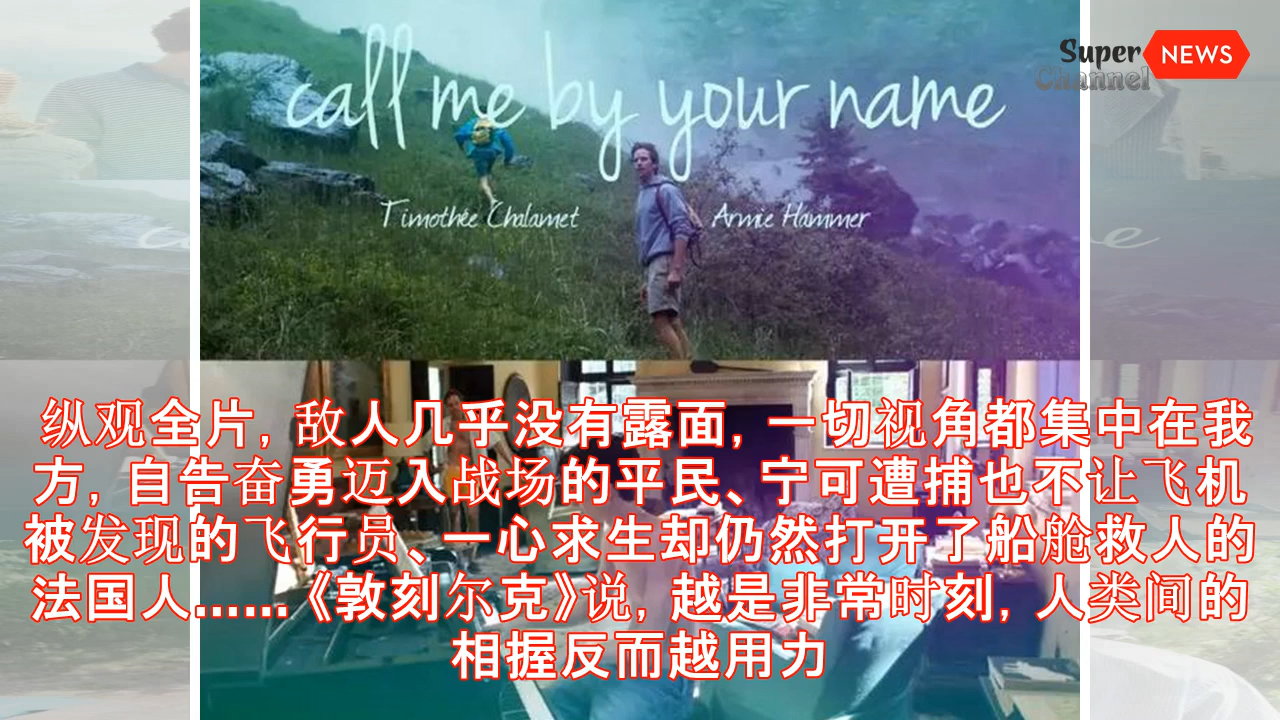 Super
Channel
NEWS
call me by your name
Timothée Chalamet
Armie Hammer
纵观全片，敌人几乎没有露面，一切视角都集中在我
方，自告奋勇迈入战场的平民、宁可遭捕也不让飞机
被发现的飞行员、一心求生却仍然打开了船舱救人的
法国人……《敦刻尔克》说，越是非常时刻，人类间的
相握反而越用力